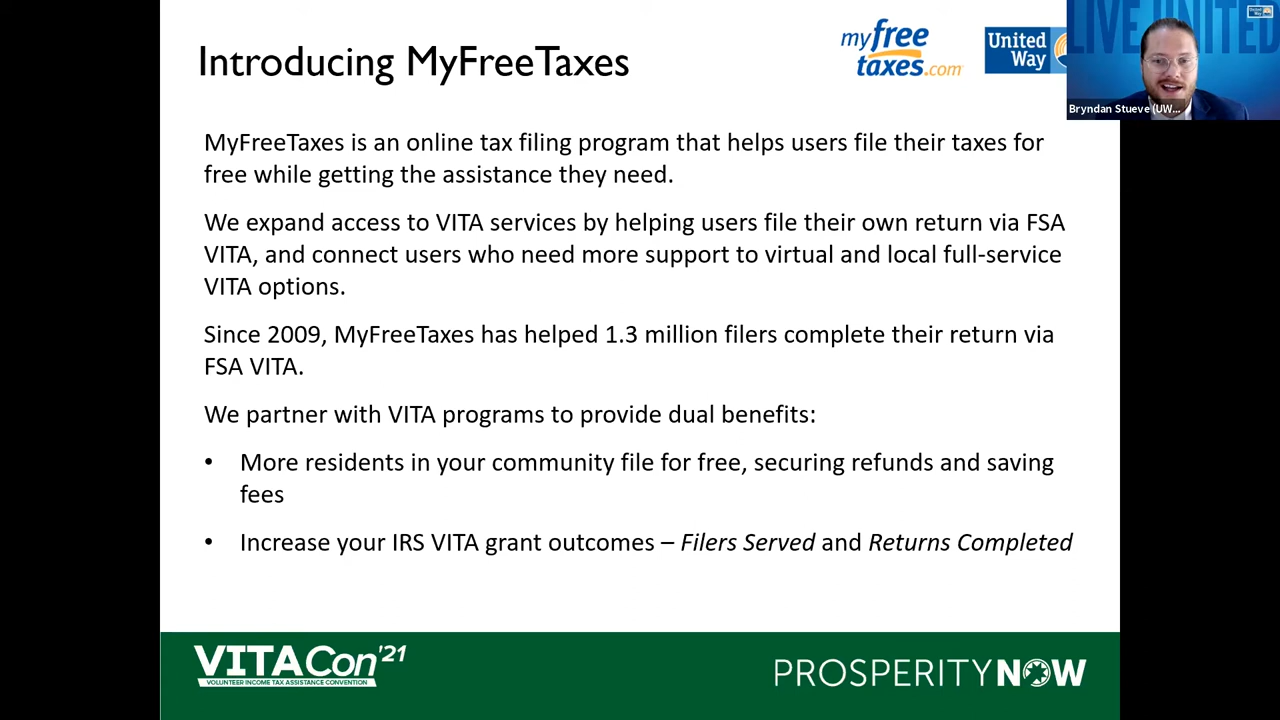 Introducing MyFreeTaxes
my free
taxes.com
United
Way
LIVE UNITED
Bryndan Stueve (UW...
MyFreeTaxes is an online tax filing program that helps users file their taxes for
free while getting the assistance they need.
We expand access to VITA services by helping users file their own return via FSA
VITA, and connect users who need more support to virtual and local full-service
VITA options.
Since 2009, MyFreeTaxes has helped 1.3 million filers complete their return via
FSA VITA.
We partner with VITA programs to provide dual benefits:
• More residents in your community file for free, securing refunds and saving
fees
• Increase your IRS VITA grant outcomes – Filers Served and Returns Completed
VITACon'21
VOLUNTEER INCOME TAX ASSISTANCE CONVENTION
PROSPERITY NOW